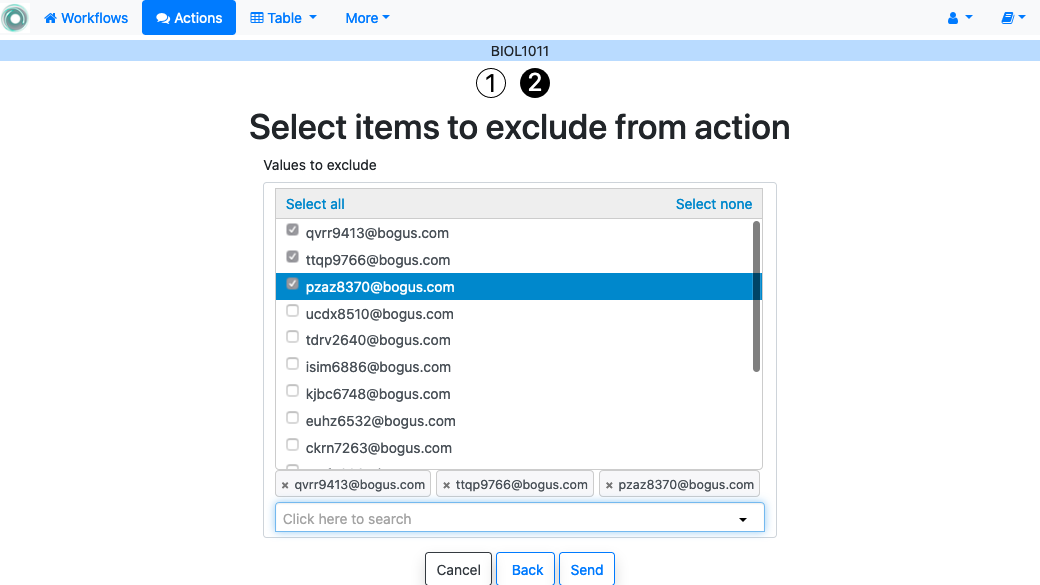 Workflows Actions Table More
BIOL1011
1 2
Select items to exclude from action
Values to exclude
Select all Select none
qvrr9413@bogus.com
ttqp9766@bogus.com
pzaz8370@bogus.com
ucdx8510@bogus.com
tdrv2640@bogus.com
isim6886@bogus.com
kjbc6748@bogus.com
euhz6532@bogus.com
ckrn7263@bogus.com
× qvrr9413@bogus.com × ttqp9766@bogus.com × pzaz8370@bogus.com
Click here to search
Cancel Back Send